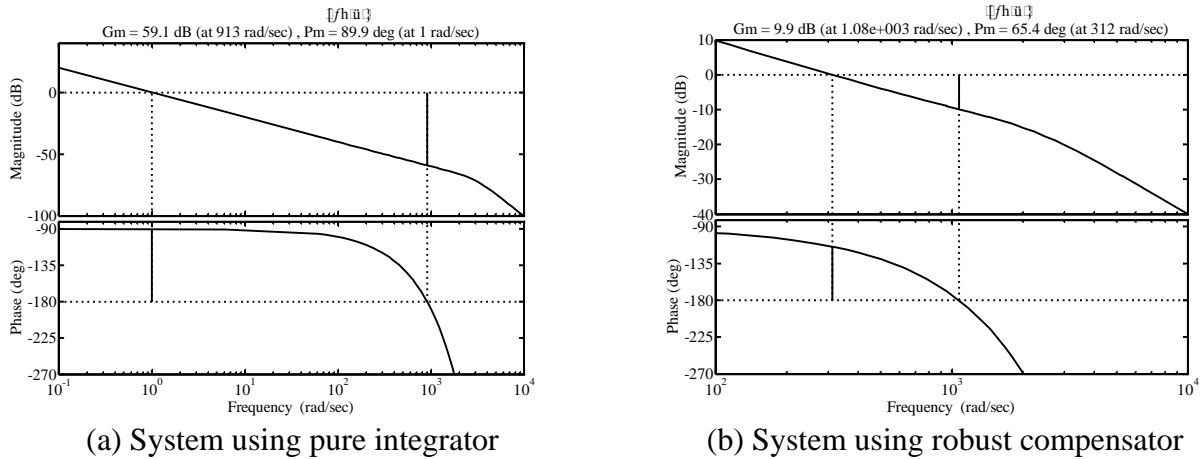 Gm = 59.1 dB (at 913 rad/sec) , Pm = 89.9 deg (at 1 rad/sec)
Magnitude (dB)
0
-50
-100
Phase (deg)
-90
-135
-180
-225
-270
10^-1 10^0 10^1 10^2 10^3 10^4
Frequency (rad/sec)
(a) System using pure integrator
Gm = 9.9 dB (at 1.08e+003 rad/sec) , Pm = 65.4 deg (at 312 rad/sec)
Magnitude (dB)
10
0
-10
-20
-30
-40
Phase (deg)
-90
-135
-180
-225
-270
10^2 10^3 10^4
Frequency (rad/sec)
(b) System using robust compensator